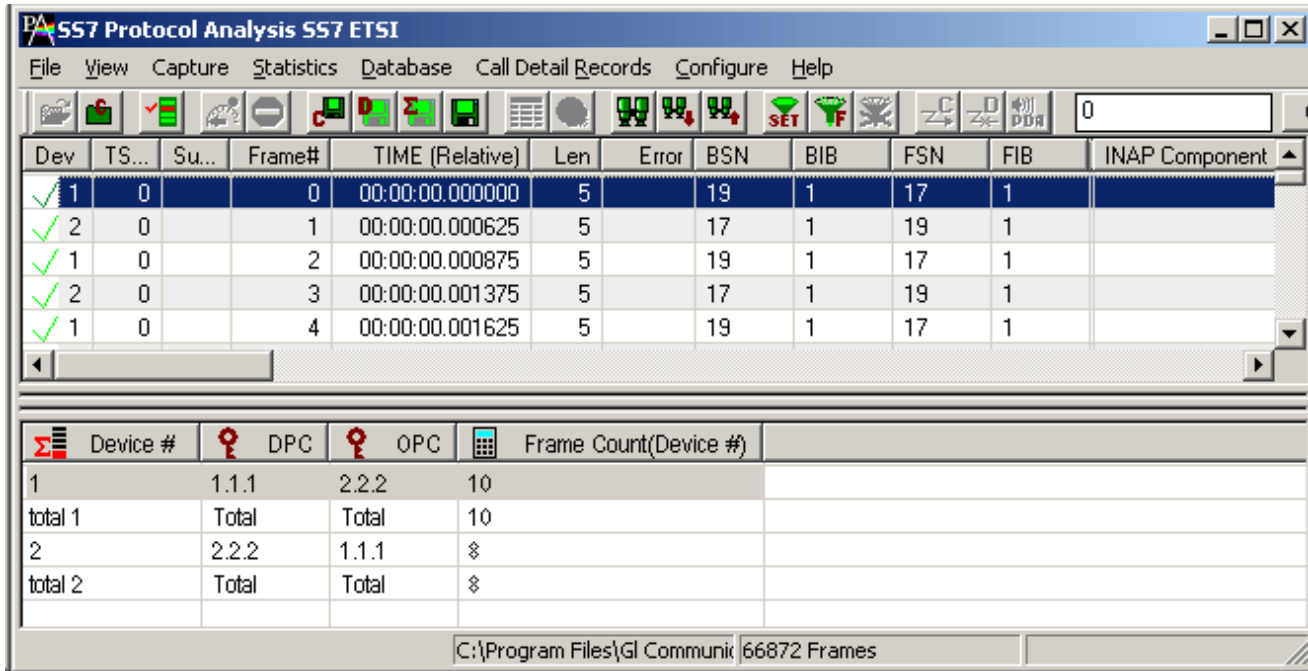 SS7 Protocol Analysis SS7 ETSI
File View Capture Statistics Database Call Detail Records Configure Help
C D Σ SET F C D PDA 0
Dev TS... Su... Frame# TIME (Relative) Len Error BSN BIB FSN FIB INAP Component
1 0 0 00:00:00.000000 5 19 1 17 1
2 0 1 00:00:00.000625 5 17 1 19 1
1 0 2 00:00:00.000875 5 19 1 17 1
2 0 3 00:00:00.001375 5 17 1 19 1
1 0 4 00:00:00.001625 5 19 1 17 1
Σ Device # DPC OPC Frame Count(Device #)
1 1.1.1 2.2.2 10
total 1 Total Total 10
2 2.2.2 1.1.1 8
total 2 Total Total 8
C:\Program Files\Gl Communic 66872 Frames